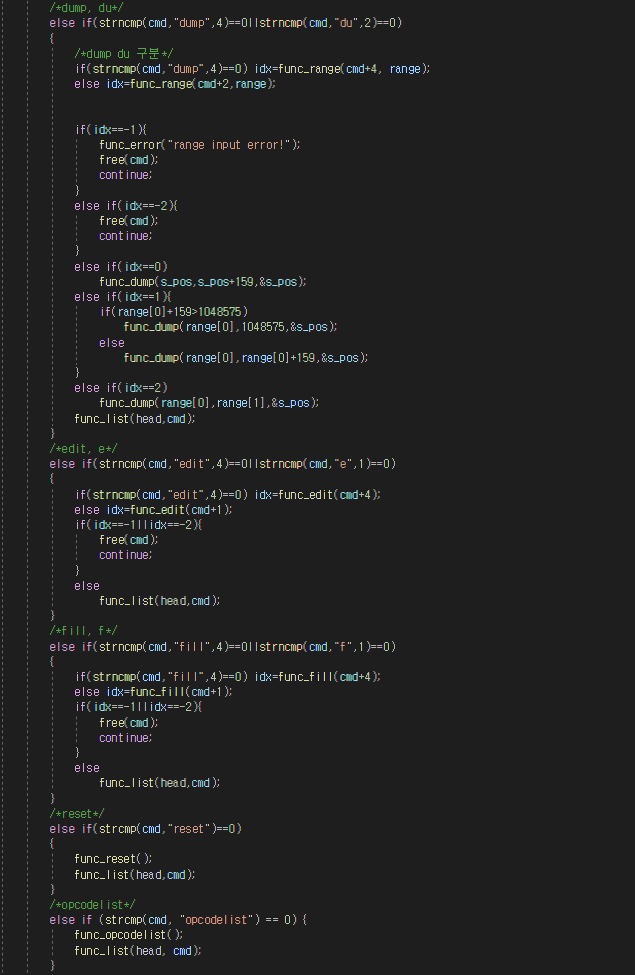 /*dump, du*/
else if(strncmp(cmd,"dump",4)==0||strncmp(cmd,"du",2)==0)
{
/*dump du 구분*/
if(strncmp(cmd,"dump",4)==0) idx=func_range(cmd+4, range);
else idx=func_range(cmd+2,range);
if(idx==-1){
func_error("range input error!");
free(cmd);
continue;
}
else if(idx==-2){
free(cmd);
continue;
}
else if(idx==0)
func_dump(s_pos,s_pos+159,&s_pos);
else if(idx==1){
if(range[0]+159>1048575)
func_dump(range[0],1048575,&s_pos);
else
func_dump(range[0],range[0]+159,&s_pos);
}
else if(idx==2)
func_dump(range[0],range[1],&s_pos);
func_list(head,cmd);
}
/*edit, e*/
else if(strncmp(cmd,"edit",4)==0||strncmp(cmd,"e",1)==0)
{
if(strncmp(cmd,"edit",4)==0) idx=func_edit(cmd+4);
else idx=func_edit(cmd+1);
if(idx==-1||idx==-2){
free(cmd);
continue;
}
else
func_list(head,cmd);
}
/*fill, f*/
else if(strncmp(cmd,"fill",4)==0||strncmp(cmd,"f",1)==0)
{
if(strncmp(cmd,"fill",4)==0) idx=func_fill(cmd+4);
else idx=func_fill(cmd+1);
if(idx==-1||idx==-2){
free(cmd);
continue;
}
else
func_list(head,cmd);
}
/*reset*/
else if(strcmp(cmd,"reset")==0)
{
func_reset();
func_list(head,cmd);
}
/*opcodelist*/
else if (strcmp(cmd, "opcodelist") == 0) {
func_opcodelist();
func_list(head, cmd);
}